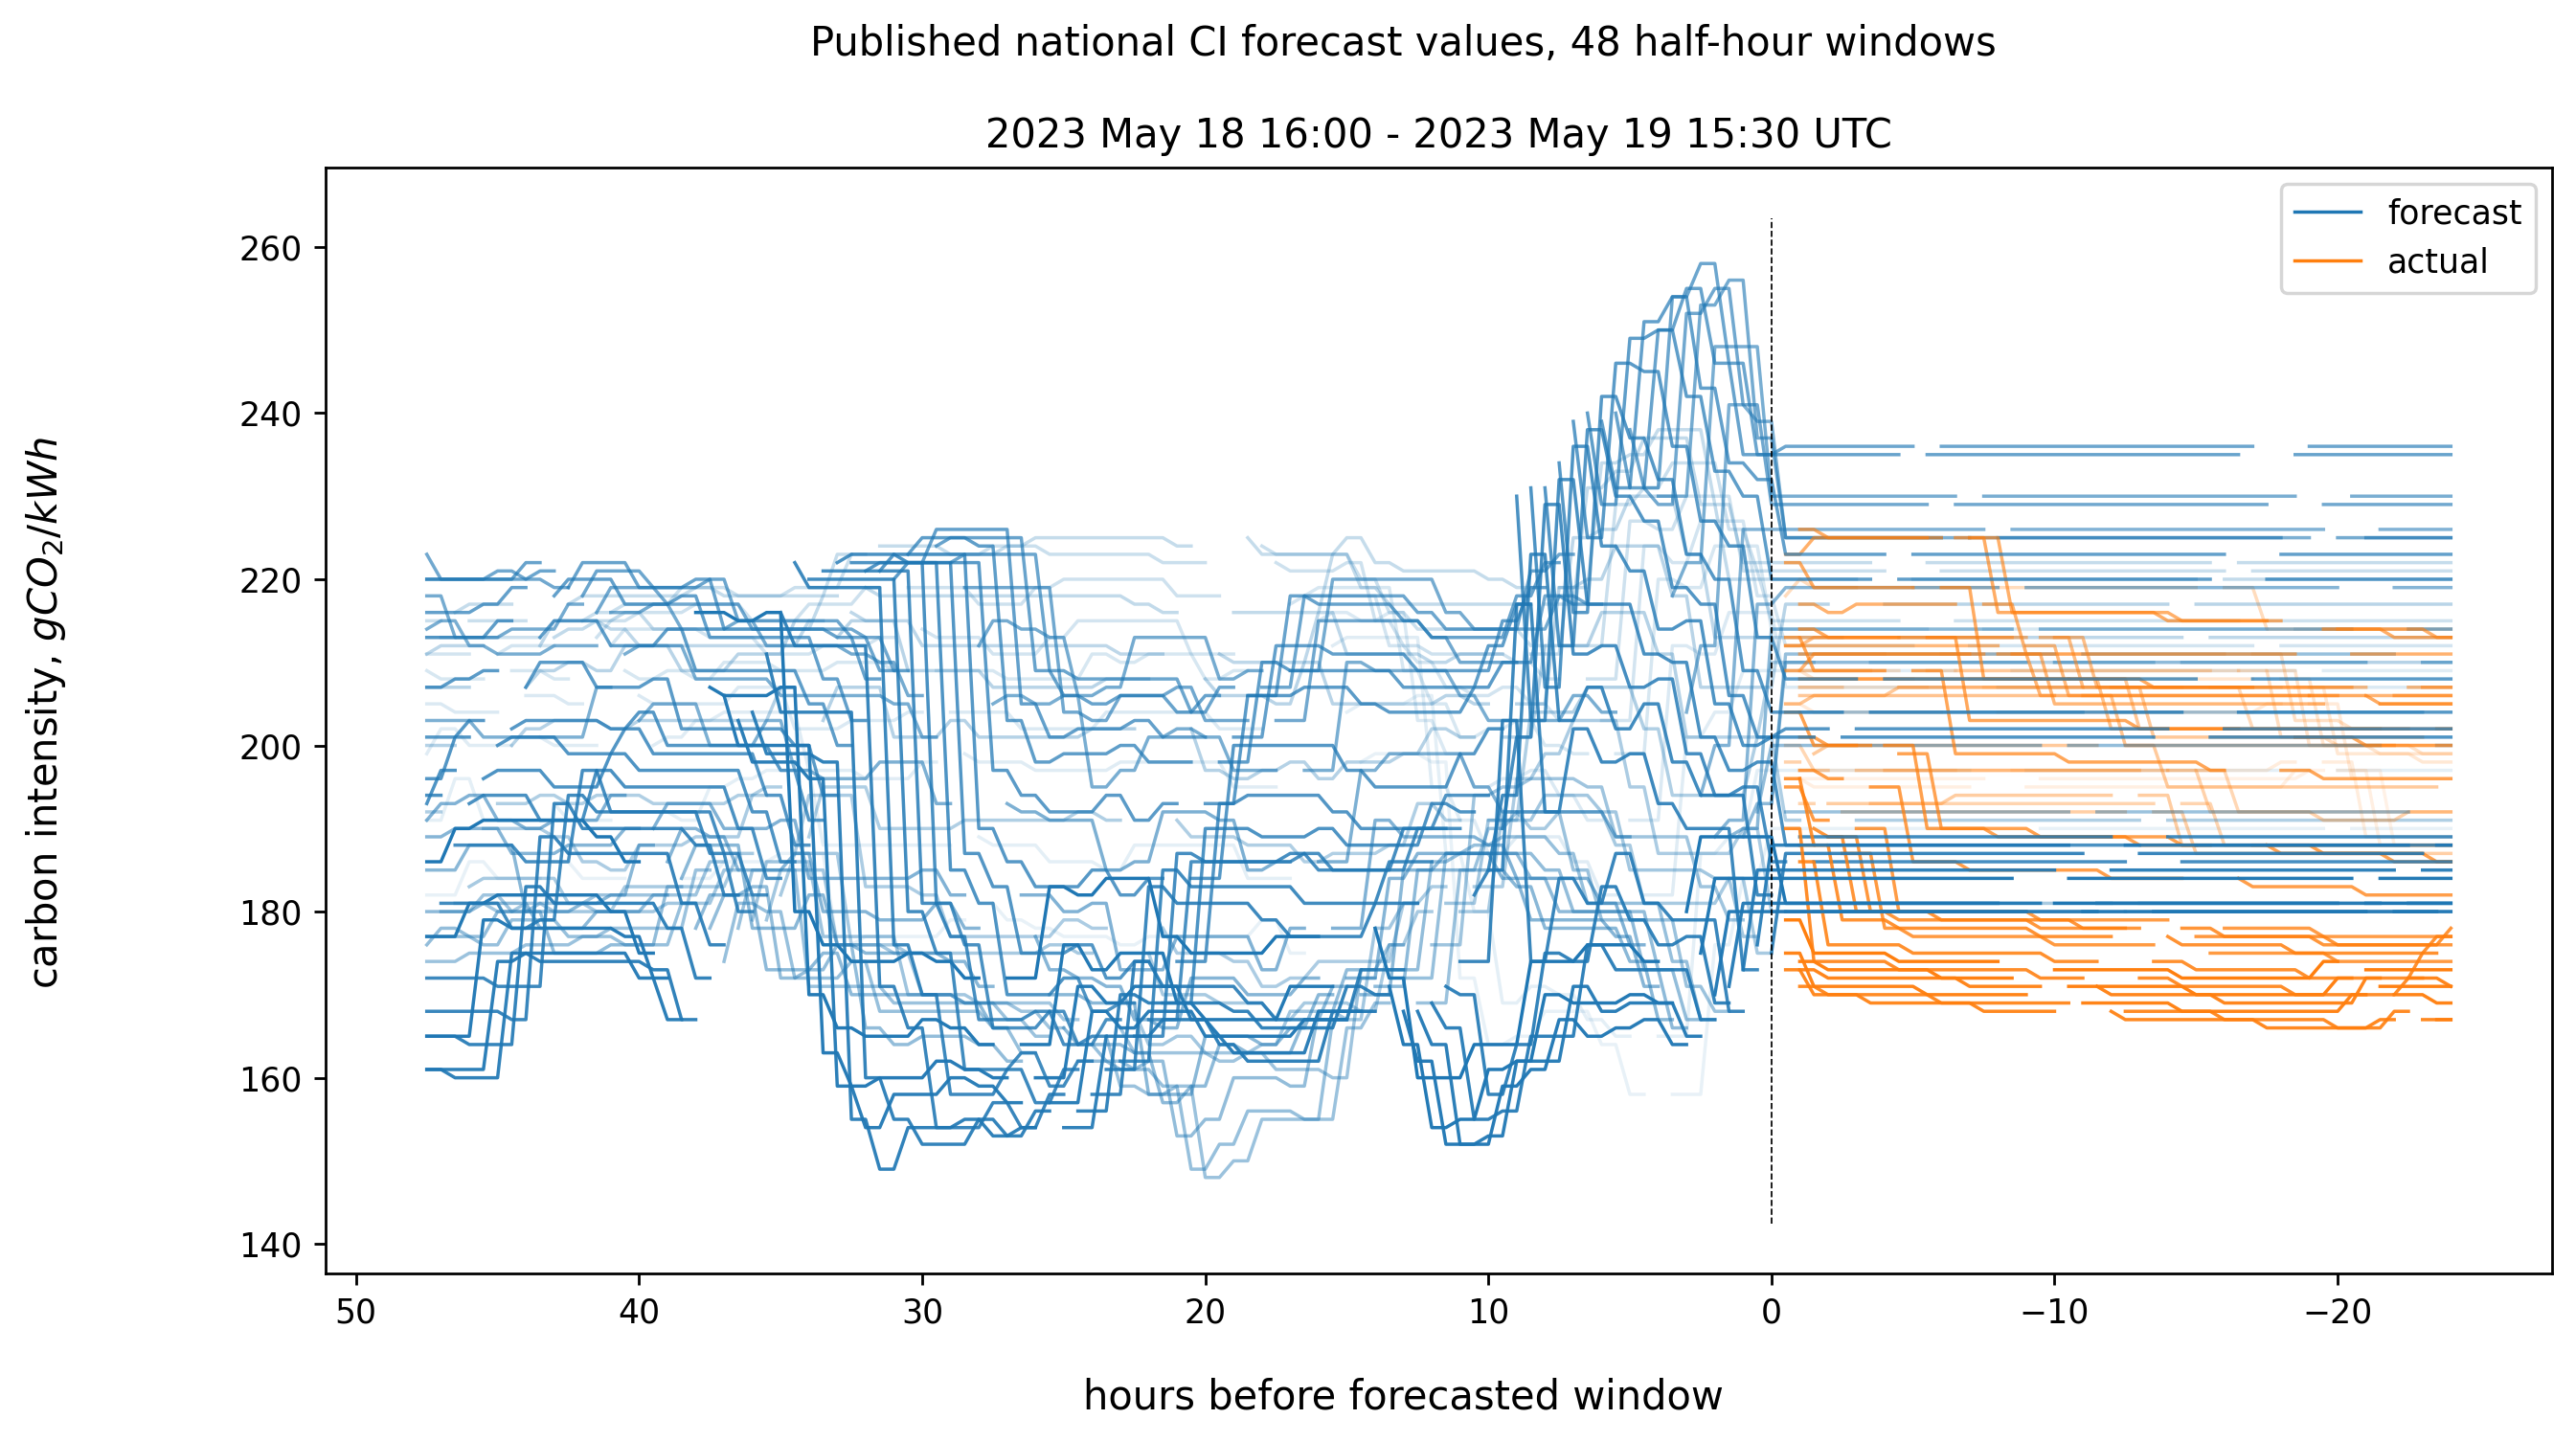 Published national CI forecast values, 48 half-hour windows
2023 May 18 16:00 - 2023 May 19 15:30 UTC
forecast
actual
260
240
220
200
180
160
140
carbon intensity, gCO₂/kWh
50
40
30
20
10
0
−10
−20
hours before forecasted window